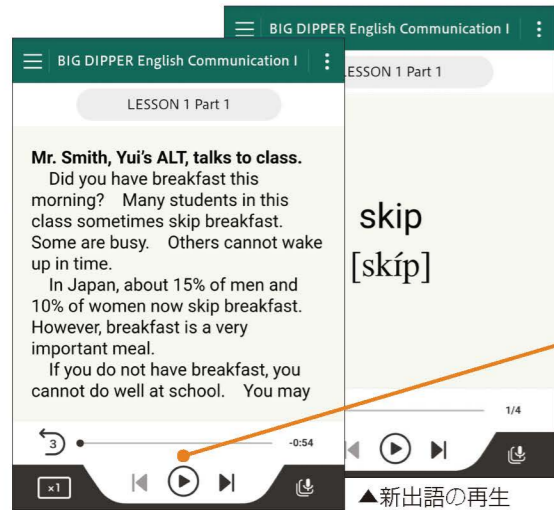 BIG DIPPER English Communication I
LESSON 1 Part 1
Mr. Smith, Yui's ALT, talks to class.
Did you have breakfast this
morning? Many students in this
class sometimes skip breakfast.
Some are busy. Others cannot wake
up in time.
In Japan, about 15% of men and
10% of women now skip breakfast.
However, breakfast is a very
important meal.
If you do not have breakfast, you
cannot do well at school. You may
3
-0:54
×1
BIG DIPPER English Communication I
LESSON 1 Part 1
skip
[skíp]
1/4
▲新出語の再生